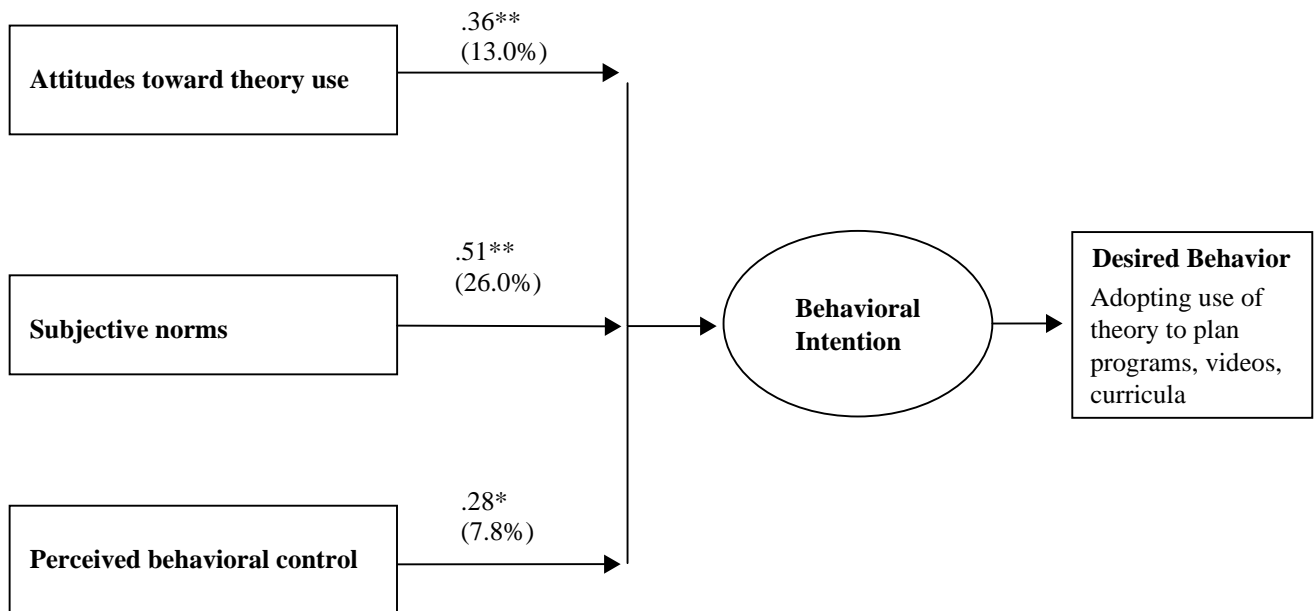 .36**
(13.0%)
Attitudes toward theory use
.51**
(26.0%)
Subjective norms
.28*
(7.8%)
Perceived behavioral control
Behavioral
Intention
Desired Behavior
Adopting use of
theory to plan
programs, videos,
curricula